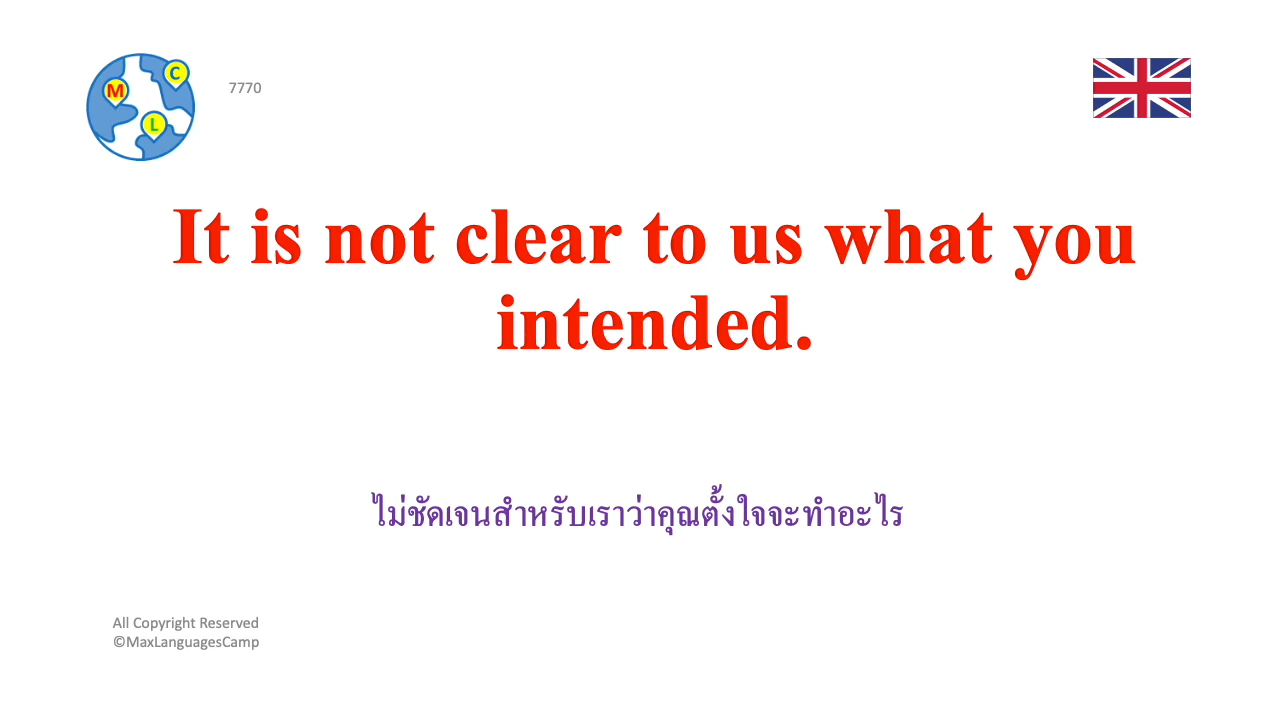 M
C
L
7770
It is not clear to us what you
intended.
ไม่ชัดเจนสำหรับเราว่าคุณตั้งใจจะทำอะไร
All Copyright Reserved
©MaxLanguagesCamp